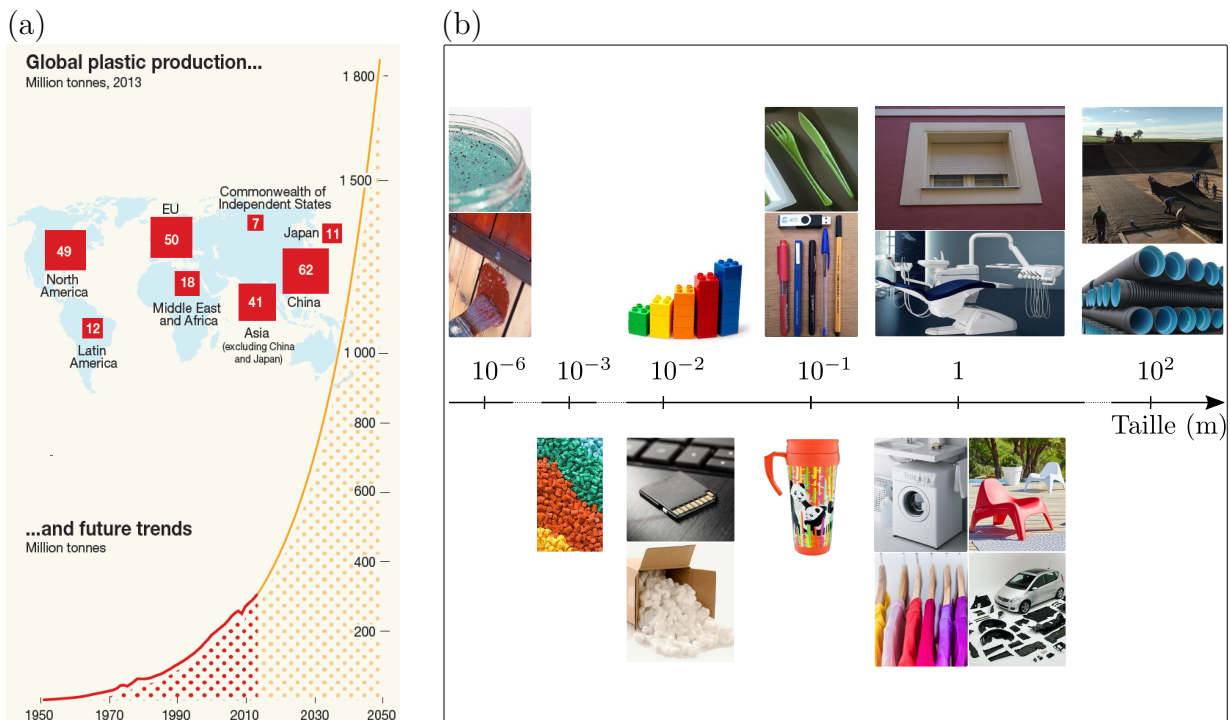 (a)
Global plastic production...
Million tonnes, 2013
1 800
1 500
1 000
800
600
400
200
Commonwealth of
Independent States
7
EU
50
Japan 11
49
North
America
18
Middle East
and Africa
62
China
41
Asia
(excluding China
and Japan)
12
Latin
America
...and future trends
Million tonnes
1950 1970 1990 2010 2030 2050
(b)
10⁻⁶ 10⁻³ 10⁻² 10⁻¹ 1 10²
Taille (m)